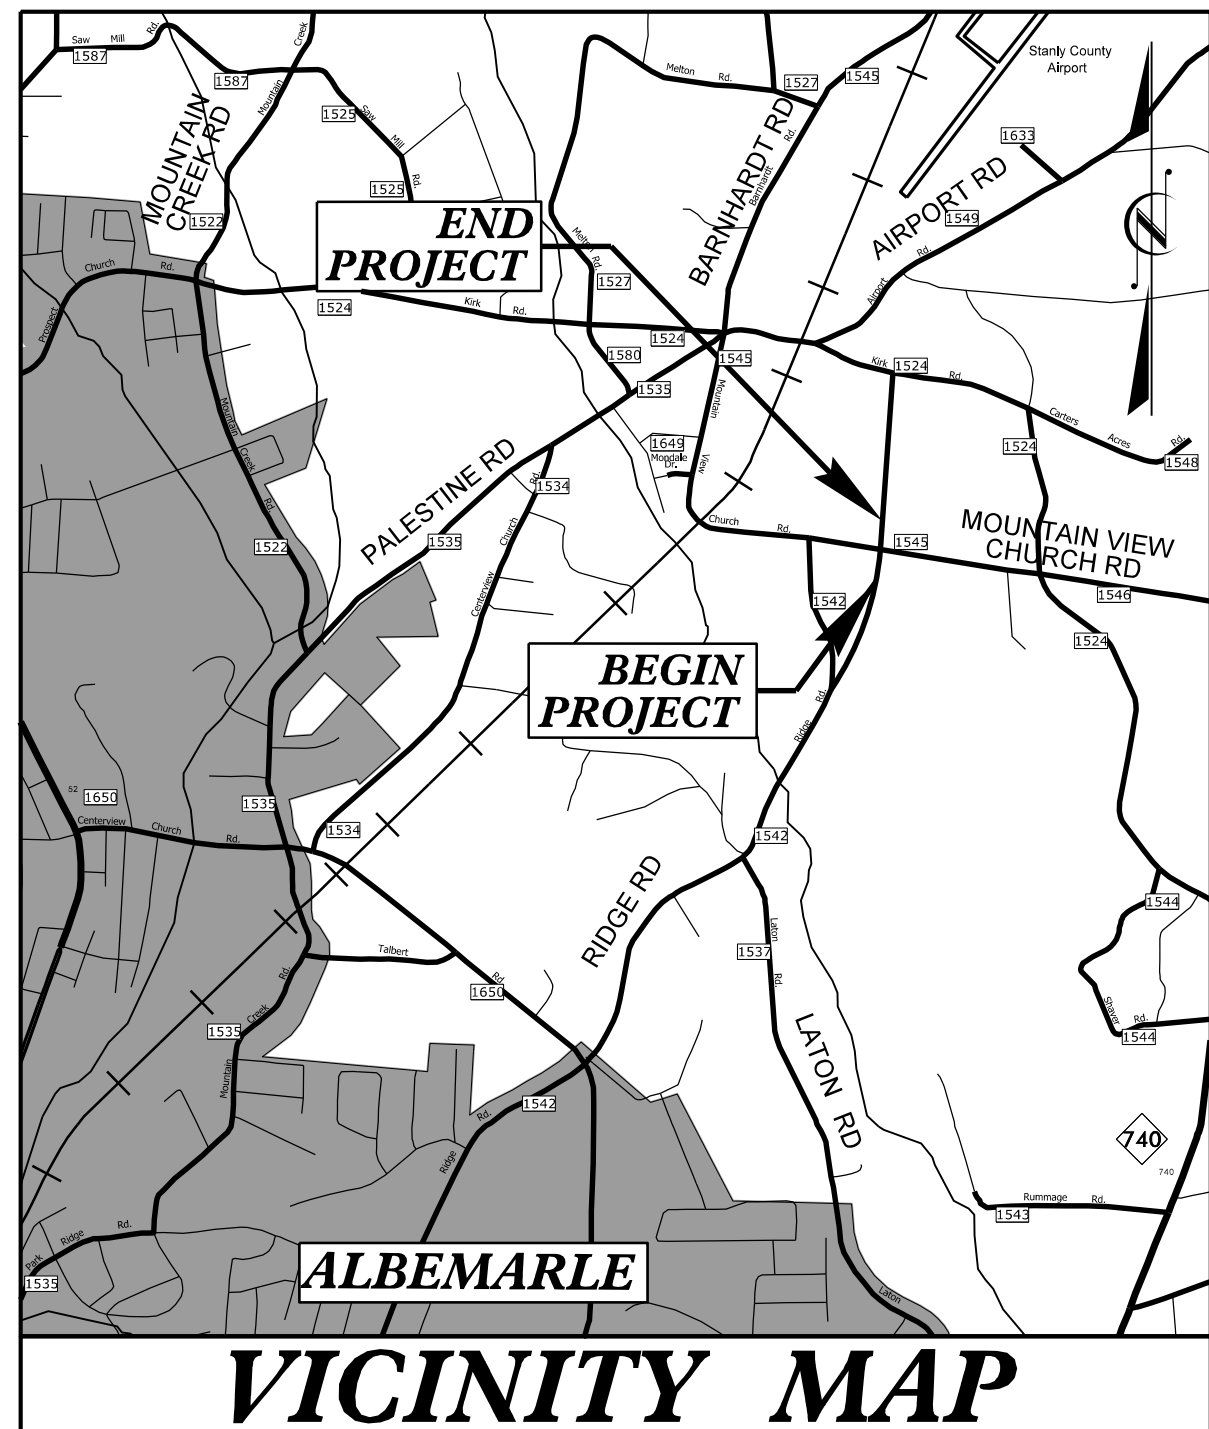 Saw Mill Rd.
1587
1587
Mountain Creek
1525
Saw Mill Rd.
1525
MOUNTAIN
CREEK RD
1522
Melton Rd.
1527
1545
Stanly County
Airport
BARNHARDT RD
Barnhardt Rd.
1633
AIRPORT RD
1549
Airport Rd.
END
PROJECT
Melton Rd.
1527
N
Church Rd.
Prospect
1524
Kirk Rd.
1524
1580
1545
1535
Kirk Rd.
1524
Carters Acres Rd.
1548
1524
Mountain View Church Rd.
1649
Mondale
Dr.
Mountain Creek Rd.
1522
PALESTINE RD
1535
1534
Centerview Church Rd.
1545
MOUNTAIN VIEW
CHURCH RD
1546
1542
1524
BEGIN
PROJECT
Ridge Rd.
52
1650
Centerview Church Rd.
1535
1534
1542
RIDGE RD
Talbert Rd.
1650
Laton Rd.
1537
1544
Shaver Rd.
1544
1535
Mountain Creek Rd.
LATON RD
1542
Ridge Rd.
740
740
Rummage Rd.
1543
Park Ridge Rd.
1535
ALBEMARLE
Laton
VICINITY MAP